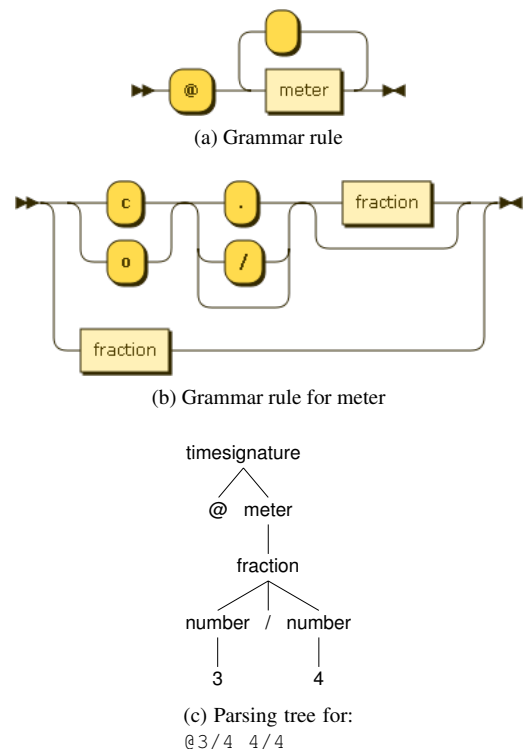 @
meter
(a) Grammar rule
c
.
fraction
o
/
fraction
(b) Grammar rule for meter
timesignature
@ meter
fraction
number / number
3 4
(c) Parsing tree for:
@3/4 4/4